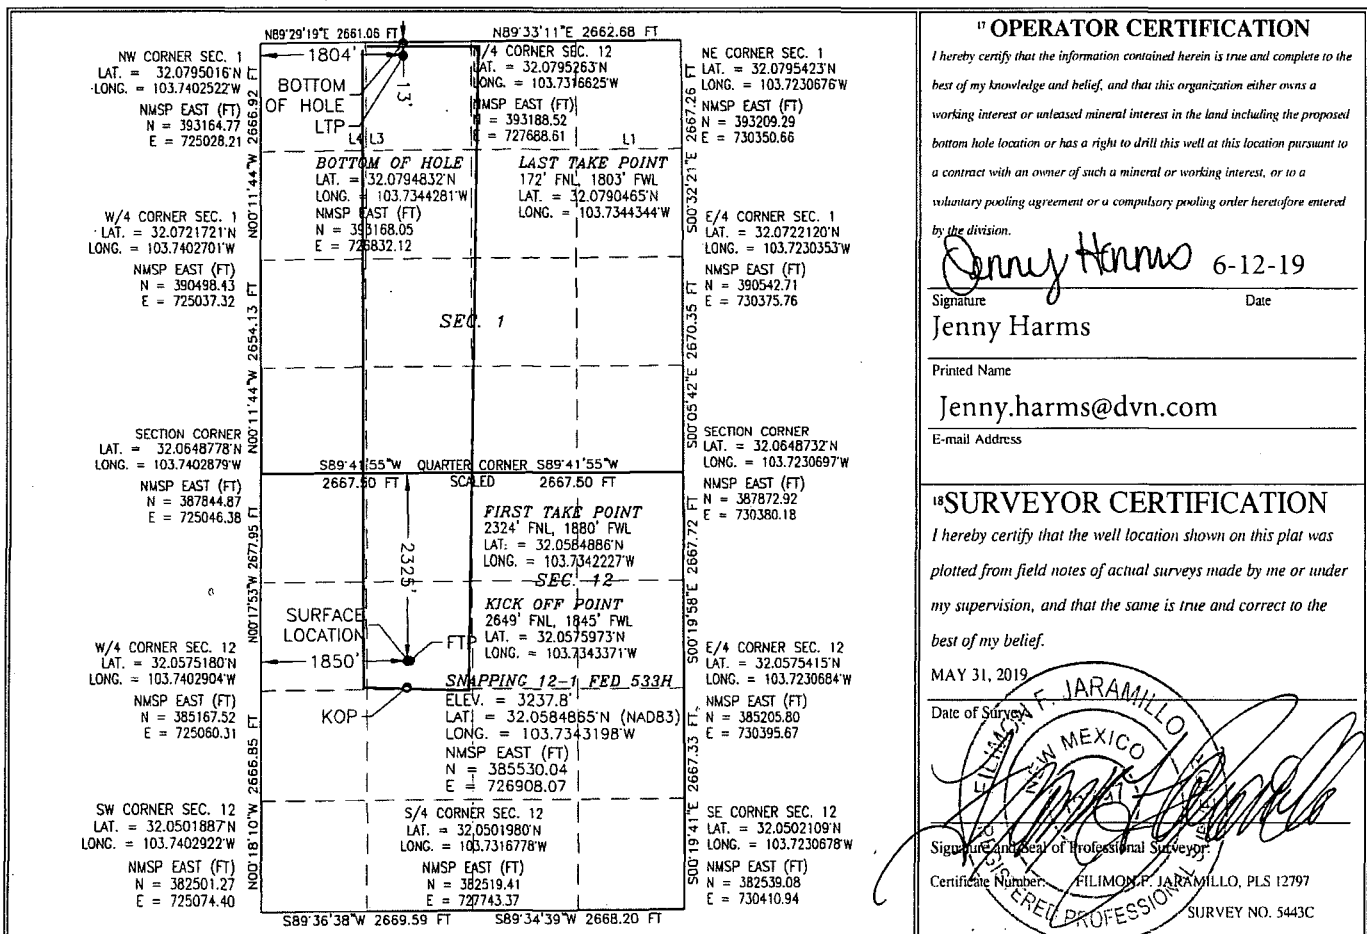 N89°29'19"E 2661.06 FT
N89°33'11"E 2662.68 FT
NW CORNER SEC. 1
LAT. = 32.0795016'N
LONG. = 103.7402522'W
NMSP EAST (FT)
N = 393164.77
E = 725028.21
1804'
BOTTOM
OF HOLE
LTP
13'
/4 CORNER SEC. 12
LAT. = 32.0795263'N
LONG. = 103.7316625'W
NMSP EAST (FT)
N = 393188.52
E = 727688.61
NE CORNER SEC. 1
LAT. = 32.0795423'N
LONG. = 103.7230676'W
NMSP EAST (FT)
N = 393209.29
E = 730350.66
L4 L3
L1
N00°11'44"W 2666.92 FT
S00°32'21"E 2667.26 FT
BOTTOM OF HOLE
LAT. = 32.0794832'N
LONG. = 103.7344281'W
NMSP EAST (FT)
N = 393168.05
E = 726832.12
LAST TAKE POINT
172' FNL, 1803' FWL
LAT. = 32.0790465'N
LONG. = 103.7344344'W
W/4 CORNER SEC. 1
LAT. = 32.0721721'N
LONG. = 103.7402701'W
NMSP EAST (FT)
N = 390498.43
E = 725037.32
E/4 CORNER SEC. 1
LAT. = 32.0722120'N
LONG. = 103.7230353'W
NMSP EAST (FT)
N = 390542.71
E = 730375.76
SEC. 1
N00°11'44"W 2654.13 FT
S00°05'42"E 2670.35 FT
SECTION CORNER
LAT. = 32.0648778'N
LONG. = 103.7402879'W
NMSP EAST (FT)
N = 387844.87
E = 725046.38
S89°41'55"W QUARTER CORNER S89°41'55"W
2667.50 FT SCALED 2667.50 FT
SECTION CORNER
LAT. = 32.0648732'N
LONG. = 103.7230697'W
NMSP EAST (FT)
N = 387872.92
E = 730380.18
FIRST TAKE POINT
2324' FNL, 1880' FWL
LAT. = 32.0584886'N
LONG. = 103.7342227'W
2325'
SEC. 12
N00°17'53"W 2677.95 FT
S00°19'58"E 2667.72 FT
KICK OFF POINT
2649' FNL, 1845' FWL
LAT. = 32.0575973'N
LONG. = 103.7343371'W
SURFACE
LOCATION
1850'
FTP
KOP
W/4 CORNER SEC. 12
LAT. = 32.0575180'N
LONG. = 103.7402904'W
NMSP EAST (FT)
N = 385167.52
E = 725060.31
E/4 CORNER SEC. 12
LAT. = 32.0575415'N
LONG. = 103.7230684'W
NMSP EAST (FT)
N = 385205.80
E = 730395.67
SNAPPING 12-1 FED 533H
ELEV. = 3237.8'
LAT. = 32.0584865'N (NAD83)
LONG. = 103.7343198'W
NMSP EAST (FT)
N = 385530.04
E = 726908.07
N00°18'10"W 2666.85 FT
S00°19'41"E 2667.33 FT
SW CORNER SEC. 12
LAT. = 32.0501887'N
LONG. = 103.7402922'W
NMSP EAST (FT)
N = 382501.27
E = 725074.40
S/4 CORNER SEC. 12
LAT. = 32.0501980'N
LONG. = 103.7316778'W
NMSP EAST (FT)
N = 382519.41
E = 727743.37
SE CORNER SEC. 12
LAT. = 32.0502109'N
LONG. = 103.7230678'W
NMSP EAST (FT)
N = 382539.08
E = 730410.94
S89°36'38"W 2669.59 FT
S89°34'39"W 2668.20 FT
17 OPERATOR CERTIFICATION
I hereby certify that the information contained herein is true and complete to the
best of my knowledge and belief, and that this organization either owns a
working interest or unleased mineral interest in the land including the proposed
bottom hole location or has a right to drill this well at this location pursuant to
a contract with an owner of such a mineral or working interest, or to a
voluntary pooling agreement or a compulsory pooling order heretofore entered
by the division.
Jenny Harms 6-12-19
Signature Date
Jenny Harms
Printed Name
Jenny.harms@dvn.com
E-mail Address
18 SURVEYOR CERTIFICATION
I hereby certify that the well location shown on this plat was
plotted from field notes of actual surveys made by me or under
my supervision, and that the same is true and correct to the
best of my belief.
MAY 31, 2019
Date of Survey
FILIMON F. JARAMILLO
NEW MEXICO
REGISTERED PROFESSIONAL
Signature and Seal of Professional Surveyor:
Certificate Number: FILIMON F. JARAMILLO, PLS 12797
SURVEY NO. 5443C